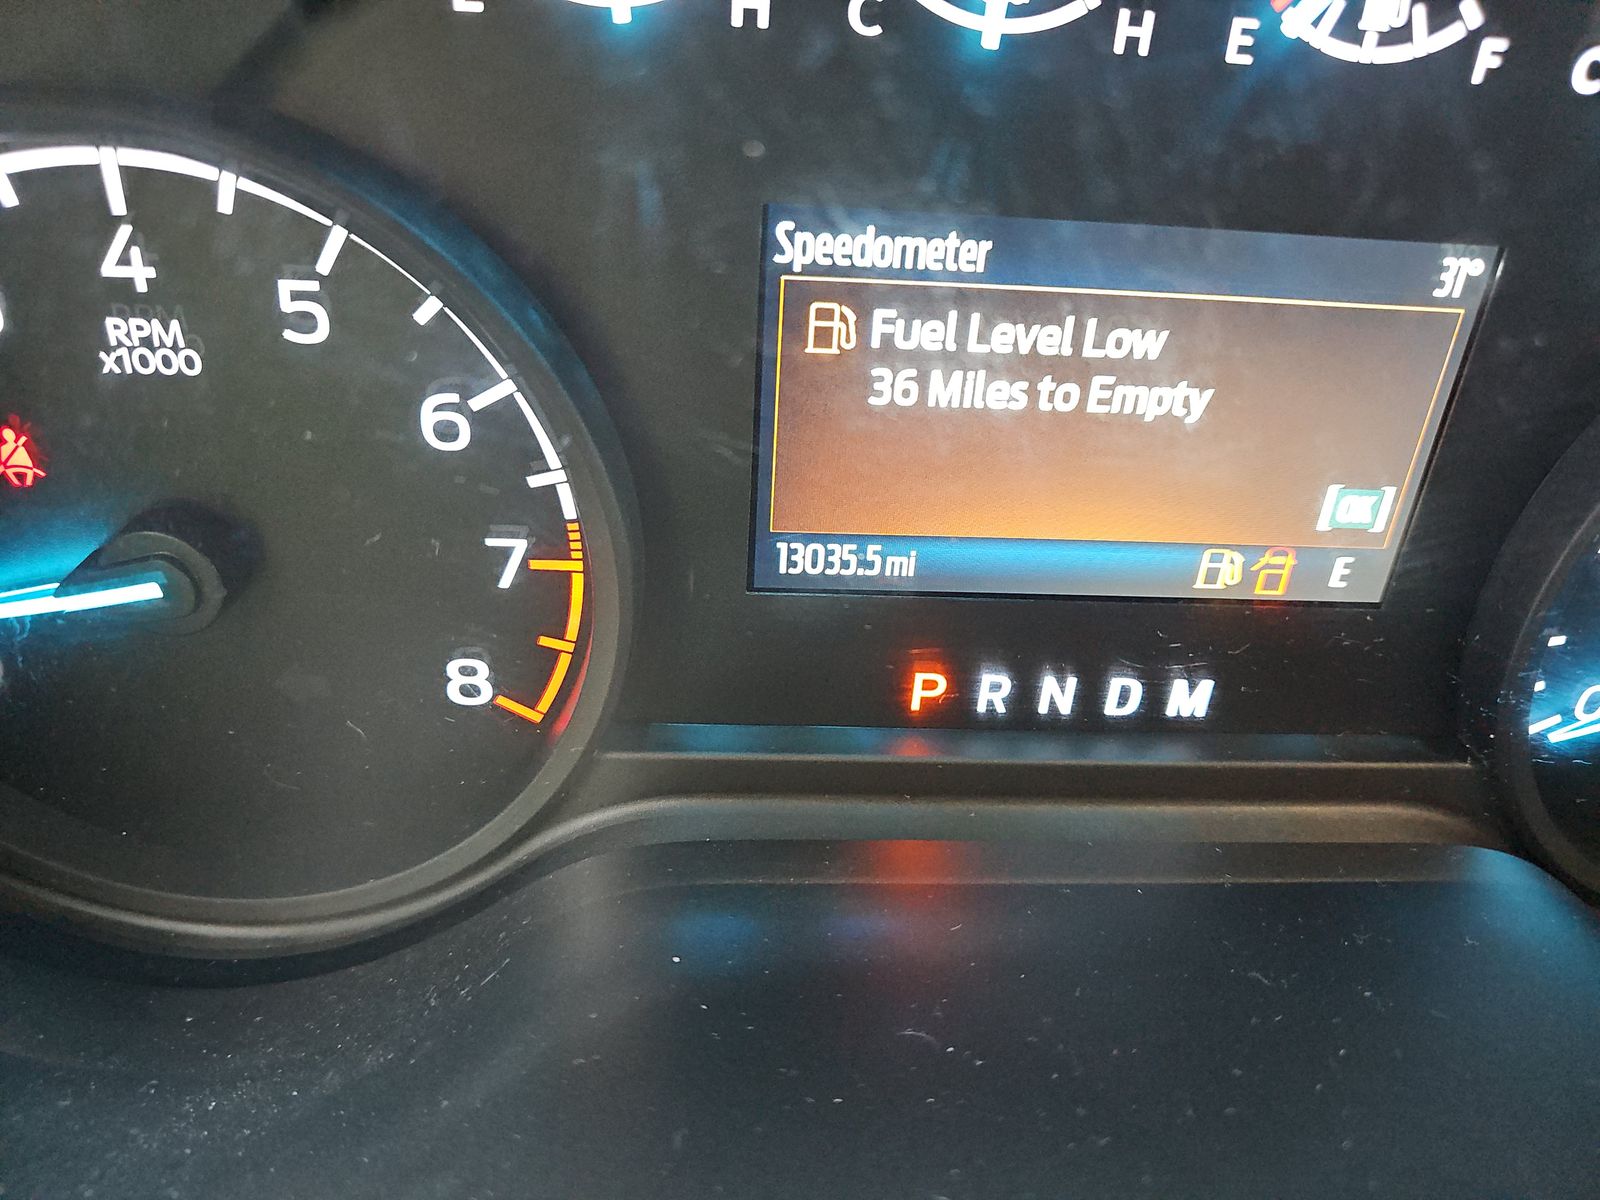 H
C
H
E
F
C
4
5
RPM
x1000
6
7
8
Speedometer
31°
Fuel Level Low
36 Miles to Empty
[OK]
13035.5 mi
E
P R N D M